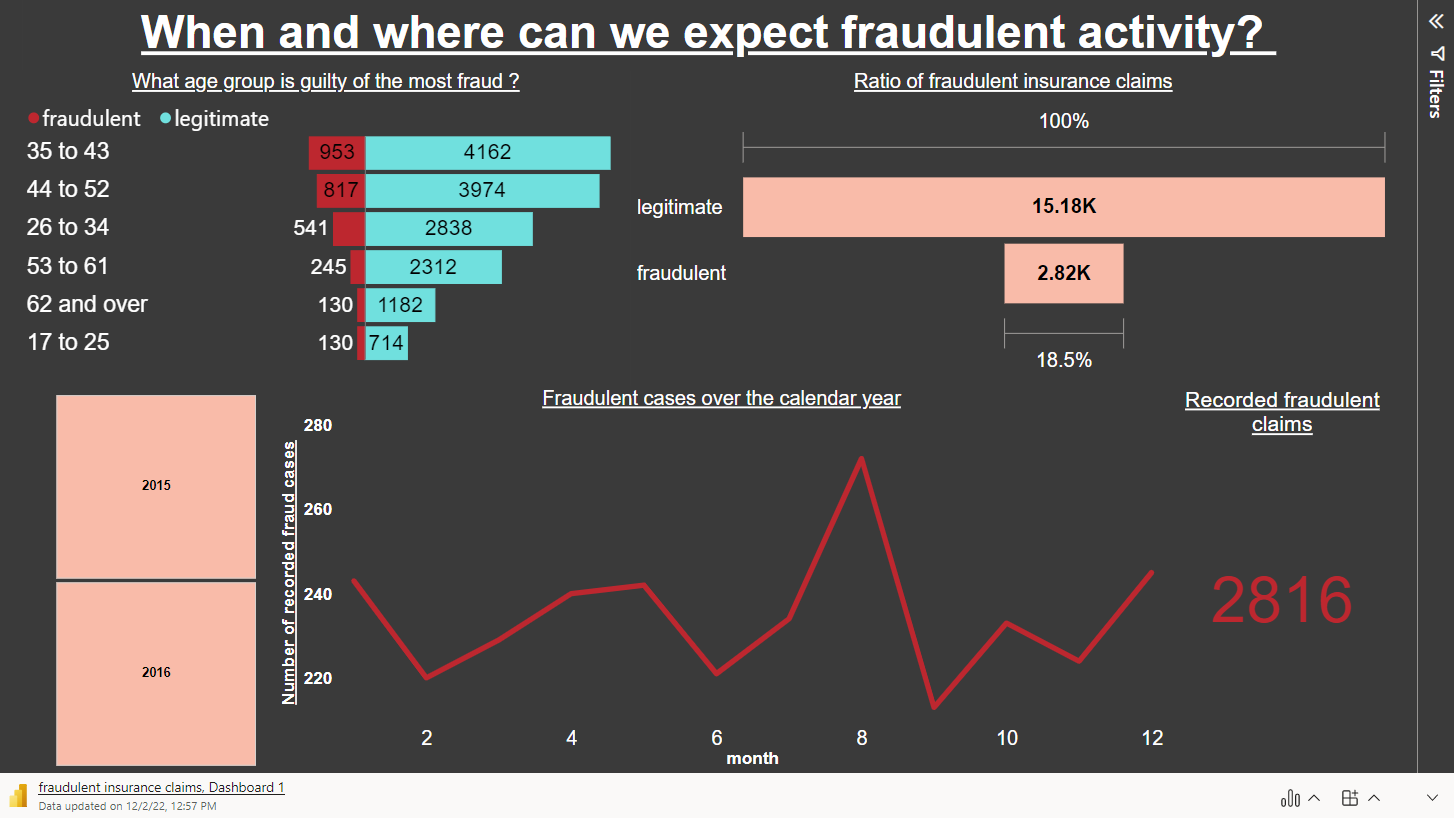 When and where can we expect fraudulent activity?
What age group is guilty of the most fraud ?
fraudulent legitimate
35 to 43 953 4162
44 to 52 817 3974
26 to 34 541 2838
53 to 61 245 2312
62 and over 130 1182
17 to 25 130 714
Ratio of fraudulent insurance claims
100%
legitimate 15.18K
fraudulent 2.82K
18.5%
2015
2016
Fraudulent cases over the calendar year
Number of recorded fraud cases
280
260
240
220
2 4 6 8 10 12
month
Recorded fraudulent
claims
2816
Filters
fraudulent insurance claims, Dashboard 1
Data updated on 12/2/22, 12:57 PM